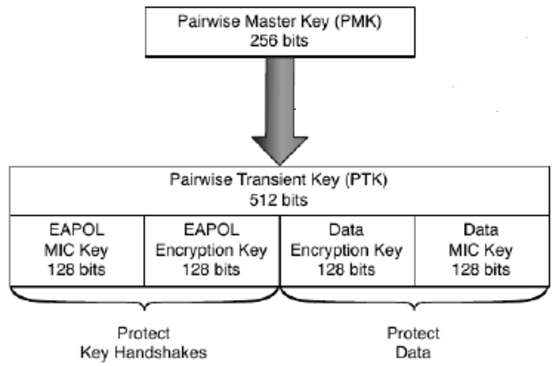 Pairwise Master Key (PMK)
256 bits
Pairwise Transient Key (PTK)
512 bits
EAPOL
MIC Key
128 bits
EAPOL
Encryption Key
128 bits
Data
Encryption Key
128 bits
Data
MIC Key
128 bits
Protect
Key Handshakes
Protect
Data